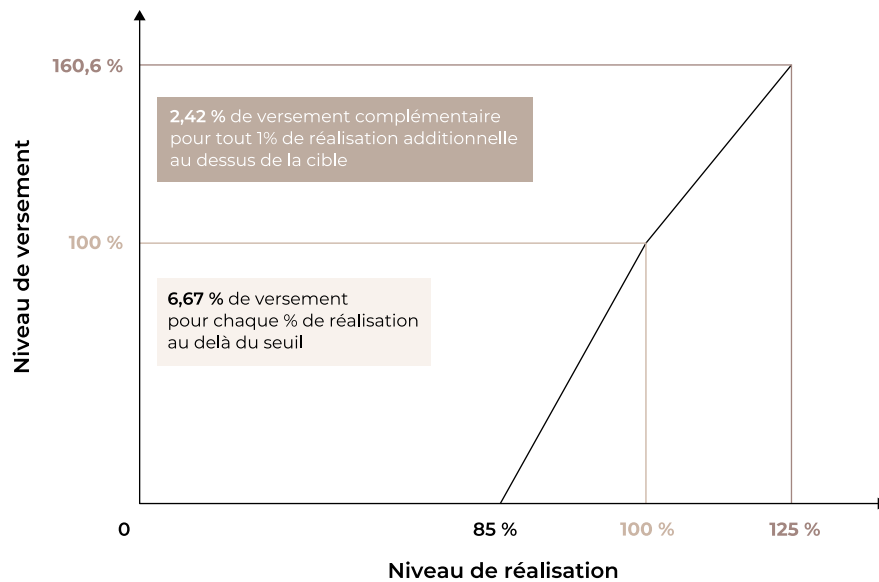 160,6 %
2,42 % de versement complémentaire
pour tout 1% de réalisation additionnelle
au dessus de la cible
Niveau de versement
100 %
6,67 % de versement
pour chaque % de réalisation
au delà du seuil
0
85 %
100 %
125 %
Niveau de réalisation